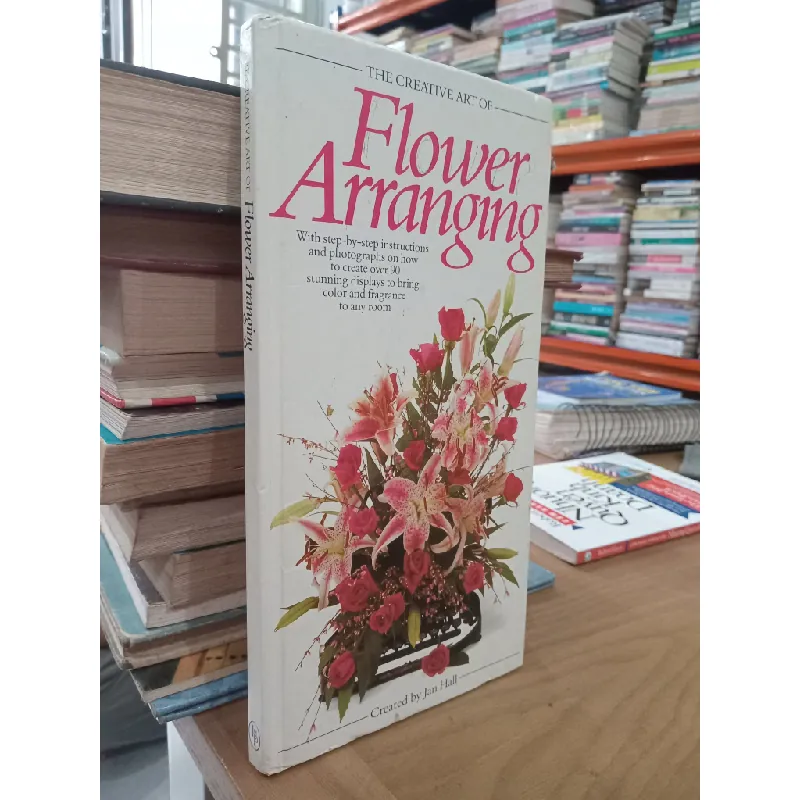 THE CREATIVE ART OF
Flower
Arranging
With step-by-step instructions
and photographs on how
to create over 90
stunning displays to bring
color and fragrance
to any room
Created by Jan Hall
THE CREATIVE ART OF Flower Arranging